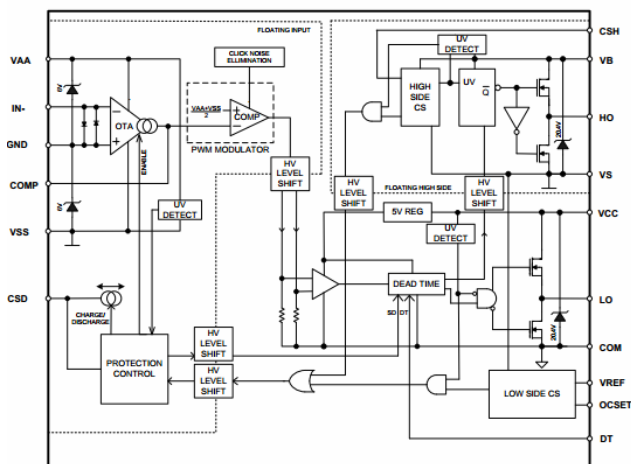 FLOATING INPUT
CSH
VAA
CLICK NOISE
ELLIMINATION
UV
DETECT
VB
6V
HIGH
SIDE
CS
UV
Q
IN-
OTA
VAA+VSS
2
COMP
HO
20.4V
GND
PWM MODULATOR
ENABLE
HV
LEVEL
SHIFT
COMP
VS
HV
LEVEL
SHIFT
FLOATING HIGH SIDE
HV
LEVEL
SHIFT
6V
UV
DETECT
5V REG
VCC
VSS
UV
DETECT
DEAD TIME
CSD
SD
DT
LO
20.4V
CHARGE/
DISCHARGE
PROTECTION
CONTROL
HV
LEVEL
SHIFT
COM
HV
LEVEL
SHIFT
LOW SIDE CS
VREF
OCSET
DT